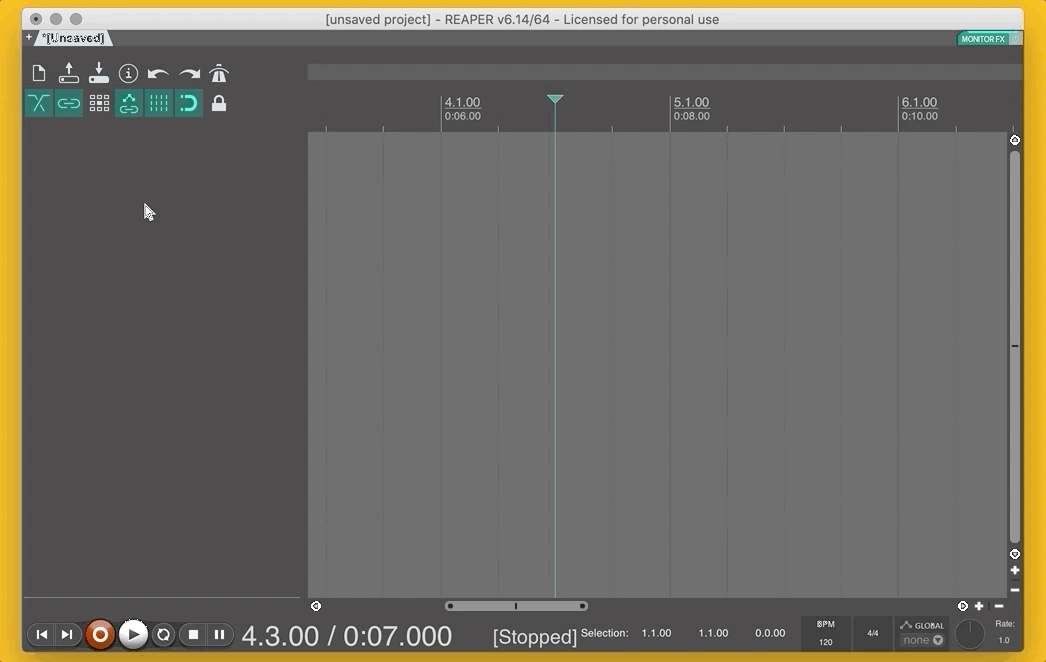 [unsaved project] - REAPER v6.14/64 - Licensed for personal use
+ *[Unsaved]
MONITOR FX
4.1.00
0:06.00
5.1.00
0:08.00
6.1.00
0:10.00
4.3.00 / 0:07.000
[Stopped]
Selection:
1.1.00
1.1.00
0.0.00
BPM
120
4/4
GLOBAL
none
Rate:
1.0